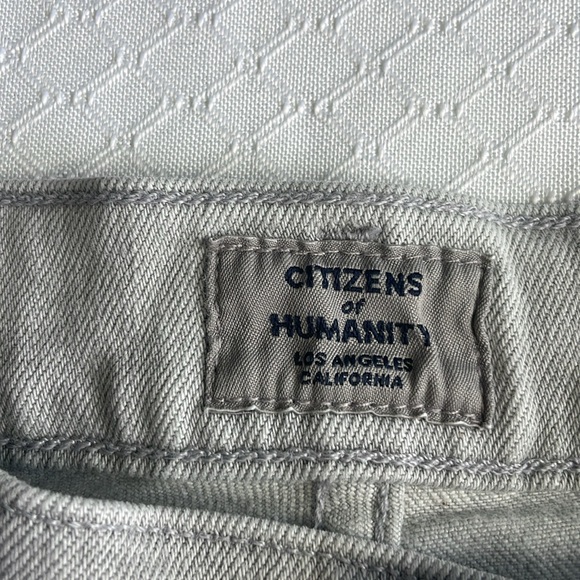 CITIZENS
of
HUMANITY
LOS ANGELES
CALIFORNIA